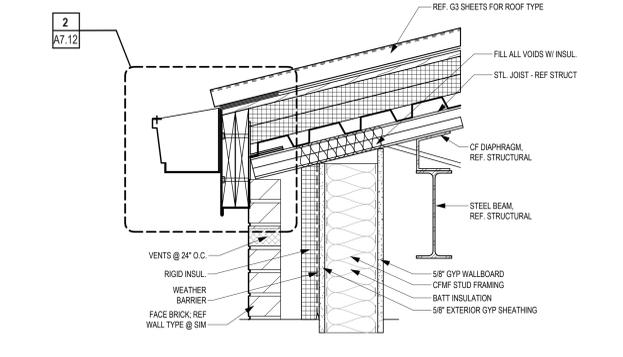 2
A7.12
REF. G3 SHEETS FOR ROOF TYPE
FILL ALL VOIDS W/ INSUL.
STL. JOIST - REF STRUCT
CF DIAPHRAGM,
REF. STRUCTURAL
STEEL BEAM,
REF. STRUCTURAL
VENTS @ 24" O.C.
RIGID INSUL.
WEATHER
BARRIER
FACE BRICK; REF
WALL TYPE @ SIM
5/8" GYP WALLBOARD
CFMF STUD FRAMING
BATT INSULATION
5/8" EXTERIOR GYP SHEATHING